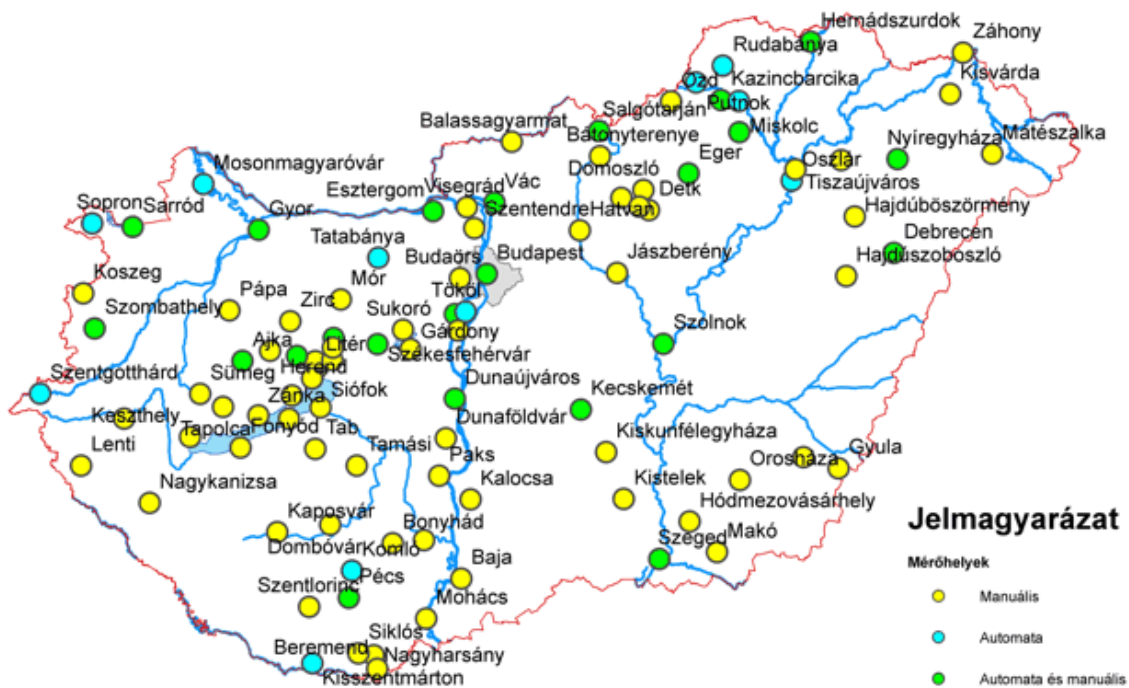 Hernádszurdok
Záhony
Rudabánya
Kisvárda
Ózd
Kazincbarcika
Putnok
Salgótarján
Balassagyarmat
Bátonyterenye
Miskolc
Nyíregyháza
Mátészalka
Mosonmagyaróvár
Domoszló
Eger
Oszlár
Esztergom
Visegrád
Vác
Detk
Tiszaújváros
Sopron
Sarród
Gyor
Szentendre
Hatvan
Hajdúböszörmény
Tatabánya
Debrecen
Budaörs
Budapest
Jászberény
Hajdúszoboszló
Koszeg
Mór
Pápa
Zirc
Sukoró
Tököl
Szombathely
Gárdony
Szolnok
Ajka
Litér
Székesfehérvár
Szentgotthárd
Sümeg
Herend
Siófok
Dunaújváros
Kecskemét
Zánka
Keszthely
Dunaföldvár
Tapolca
Fonyód
Tab
Lenti
Tamási
Kiskunfélegyháza
Paks
Orosháza
Gyula
Nagykanizsa
Kalocsa
Kistelek
Hódmezovásárhely
Kaposvár
Bonyhád
Dombóvár
Komló
Szeged
Makó
Pécs
Baja
Szentlorinc
Mohács
Siklós
Beremend
Nagyharsány
Kisszentmárton
Jelmagyarázat
Mérőhelyek
Manuális
Automata
Automata és manuális